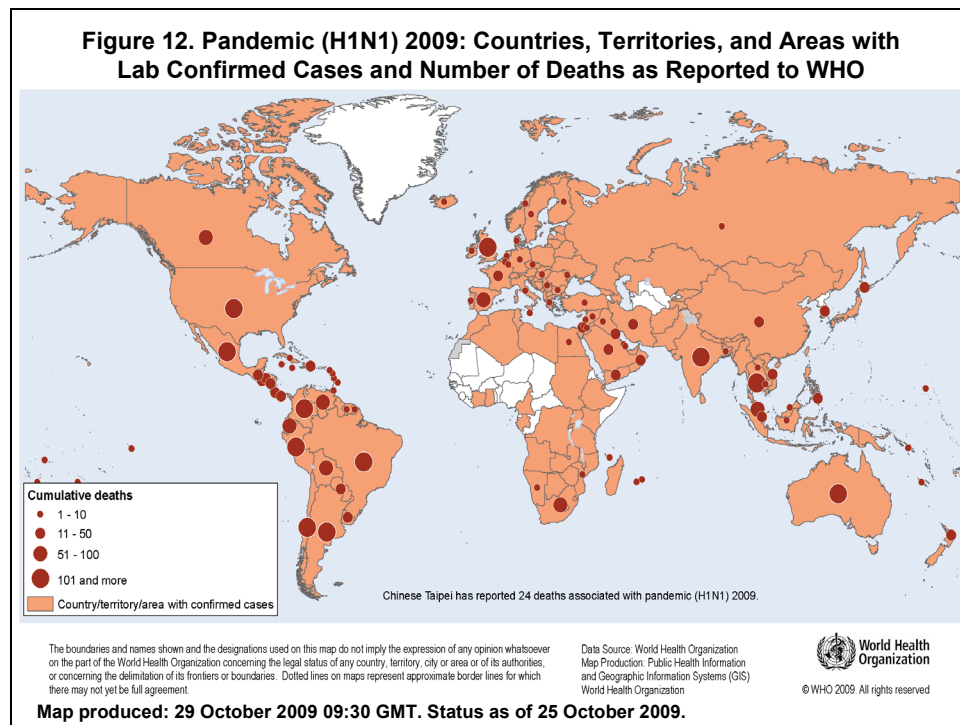 Figure 12. Pandemic (H1N1) 2009: Countries, Territories, and Areas with
Lab Confirmed Cases and Number of Deaths as Reported to WHO
Cumulative deaths
1 - 10
11 - 50
51 - 100
101 and more
Country/territory/area with confirmed cases
Chinese Taipei has reported 24 deaths associated with pandemic (H1N1) 2009.
The boundaries and names shown and the designations used on this map do not imply the expression of any opinion whatsoever
on the part of the World Health Organization concerning the legal status of any country, territory, city or area or of its authorities,
or concerning the delimitation of its frontiers or boundaries. Dotted lines on maps represent approximate border lines for which
there may not yet be full agreement.
Data Source: World Health Organization
Map Production: Public Health Information
and Geographic Information Systems (GIS)
World Health Organization
World Health
Organization
© WHO 2009. All rights reserved
Map produced: 29 October 2009 09:30 GMT. Status as of 25 October 2009.